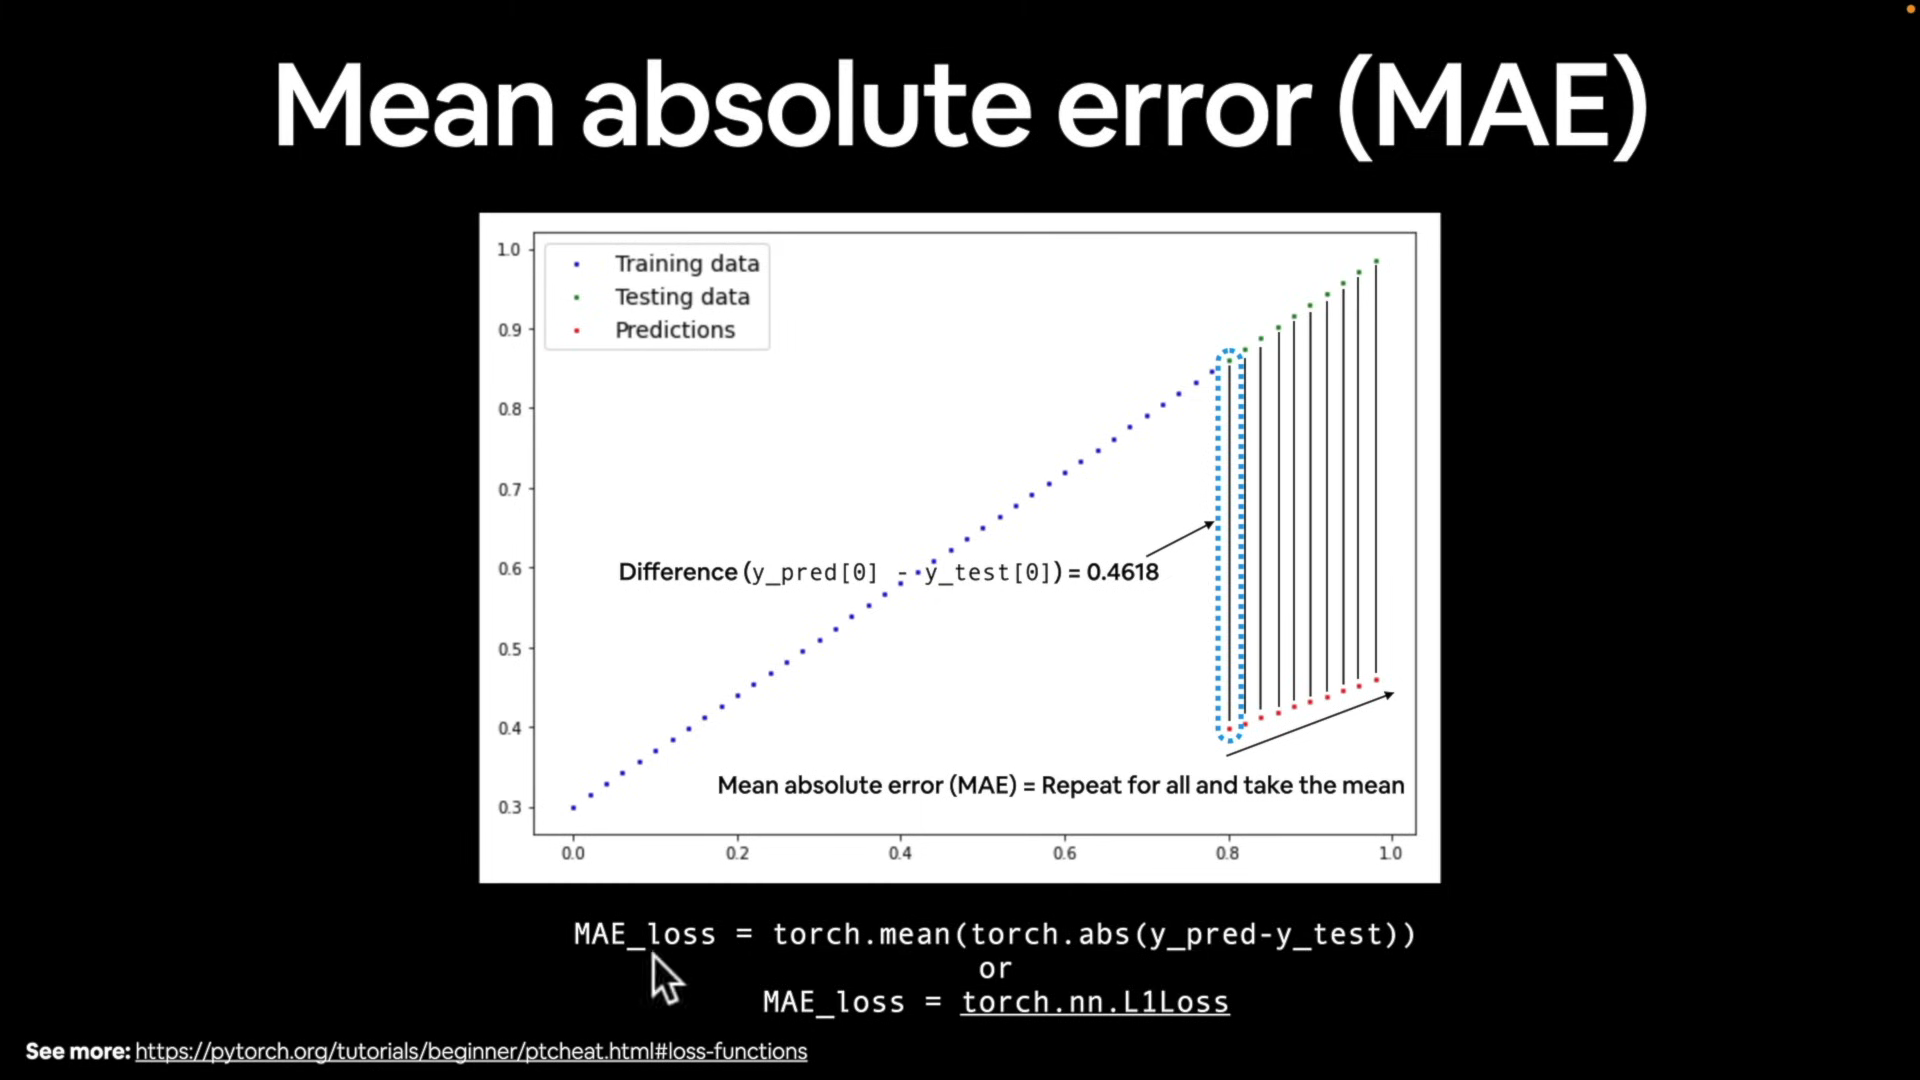 Mean absolute error (MAE)
1.0
Training data
Testing data
Predictions
0.9
0.8
0.7
0.6
Difference (y_pred[0] - y_test[0]) = 0.4618
0.5
0.4
Mean absolute error (MAE) = Repeat for all and take the mean
0.3
0.0 0.2 0.4 0.6 0.8 1.0
MAE_loss = torch.mean(torch.abs(y_pred-y_test))
or
MAE_loss = torch.nn.L1Loss
See more: https://pytorch.org/tutorials/beginner/ptcheat.html#loss-functions